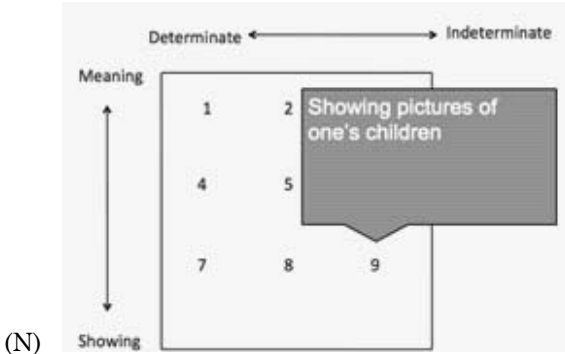 Determinate Indeterminate
Meaning
1 2 Showing pictures of
one's children
4 5
7 8 9
(N) Showing